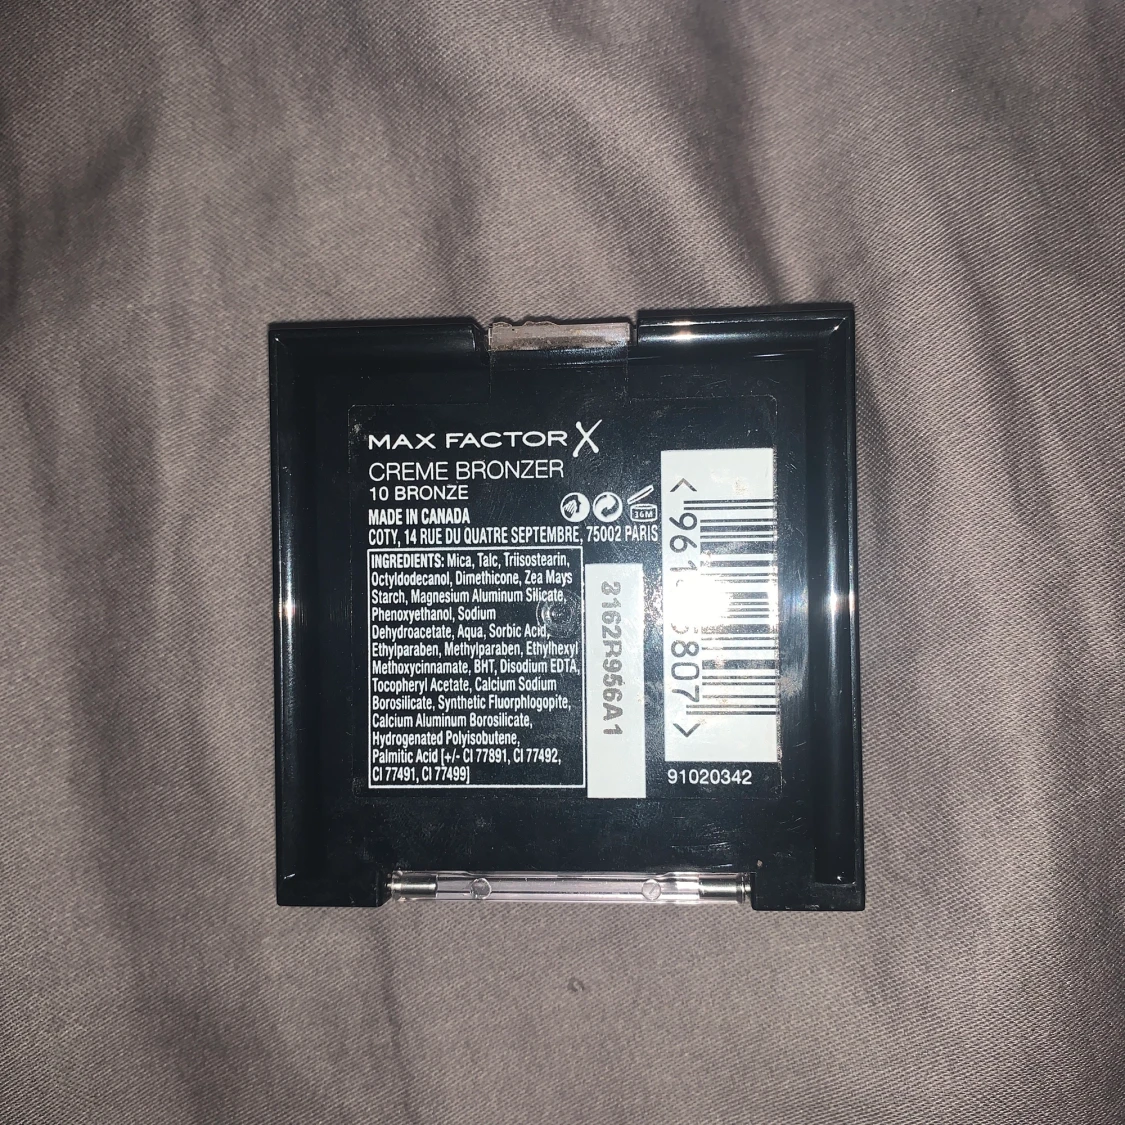 MAX FACTOR X
CREME BRONZER
10 BRONZE
MADE IN CANADA
36M
COTY, 14 RUE DU QUATRE SEPTEMBRE, 75002 PARIS
INGREDIENTS: Mica, Talc, Triisostearin,
Octyldodecanol, Dimethicone, Zea Mays
Starch, Magnesium Aluminum Silicate,
Phenoxyethanol, Sodium
Dehydroacetate, Aqua, Sorbic Acid,
Ethylparaben, Methylparaben, Ethylhexyl
Methoxycinnamate, BHT, Disodium EDTA,
Tocopheryl Acetate, Calcium Sodium
Borosilicate, Synthetic Fluorphlogopite,
Calcium Aluminum Borosilicate,
Hydrogenated Polyisobutene,
Palmitic Acid [+/- CI 77891, CI 77492,
CI 77491, CI 77499]
3162R956A1
91020342